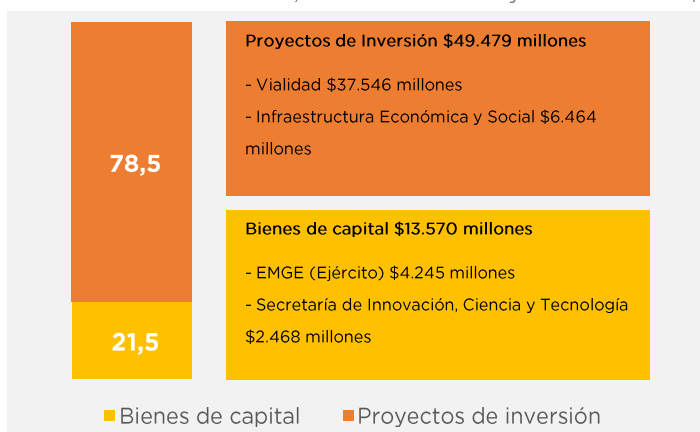 78,5
21,5
Proyectos de Inversión $49.479 millones
- Vialidad $37.546 millones
- Infraestructura Económica y Social $6.464
millones
Bienes de capital $13.570 millones
- EMGE (Ejército) $4.245 millones
- Secretaría de Innovación, Ciencia y Tecnología
$2.468 millones
Bienes de capital
Proyectos de inversión